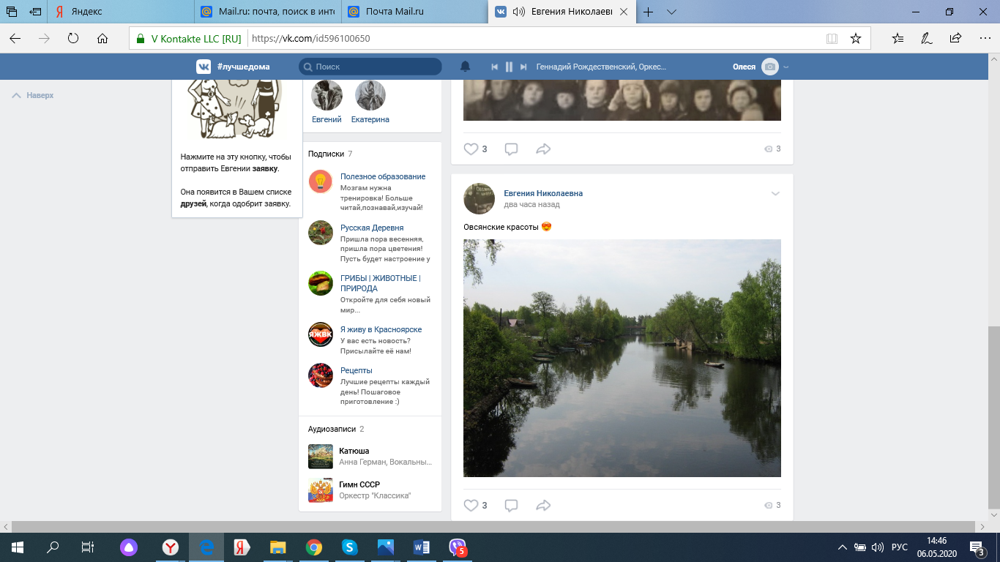 Яндекс
Mail.ru: почта, поиск в инте
Почта Mail.ru
Евгения Николаевн
V Kontakte LLC [RU]
https://vk.com/id596100650
#лучшедома
Поиск
Геннадий Рождественский, Оркес...
Олеся
Наверх
Евгений
Екатерина
Нажмите на эту кнопку, чтобы
отправить Евгении заявку.
Она появится в Вашем списке
друзей, когда одобрит заявку.
Подписки 7
Полезное образование
Мозгам нужна
тренировка! Больше
читай,познавай,изучай!
Русская Деревня
Пришла пора весенняя,
пришла пора цветения!
Пусть будет настроение у
ГРИБЫ | ЖИВОТНЫЕ |
ПРИРОДА
Откройте для себя новый
мир...
ЯЖВК
Я живу в Красноярске
У вас есть новость?
Присылайте её нам!
Рецепты
Лучшие рецепты каждый
день! Пошаговое
приготовление :)
Аудиозаписи 2
Катюша
Анна Герман, Вокальны...
Гимн СССР
Оркестр "Классика"
3
3
Евгения Николаевна
два часа назад
Овсянские красоты 😍
3
3
5
РУС
14:46
06.05.2020
3